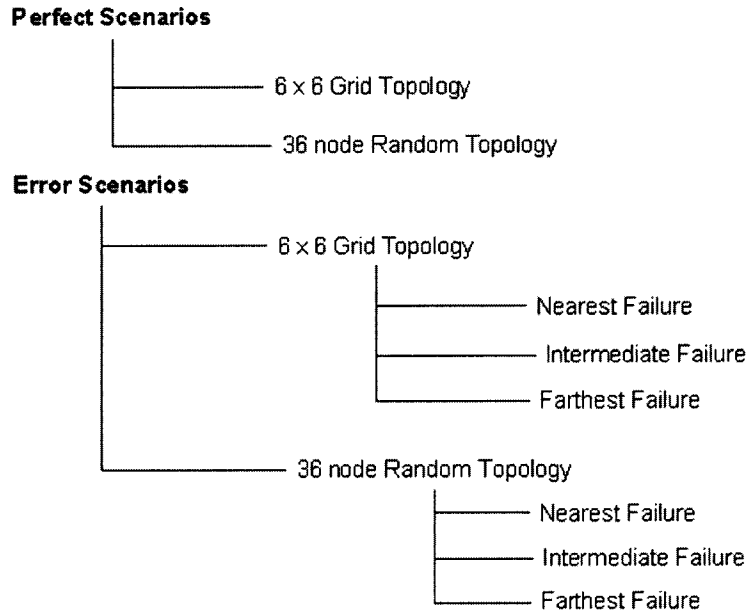 Perfect Scenarios
6 x 6 Grid Topology
36 node Random Topology
Error Scenarios
6 x 6 Grid Topology
Nearest Failure
Intermediate Failure
Farthest Failure
36 node Random Topology
Nearest Failure
Intermediate Failure
Farthest Failure